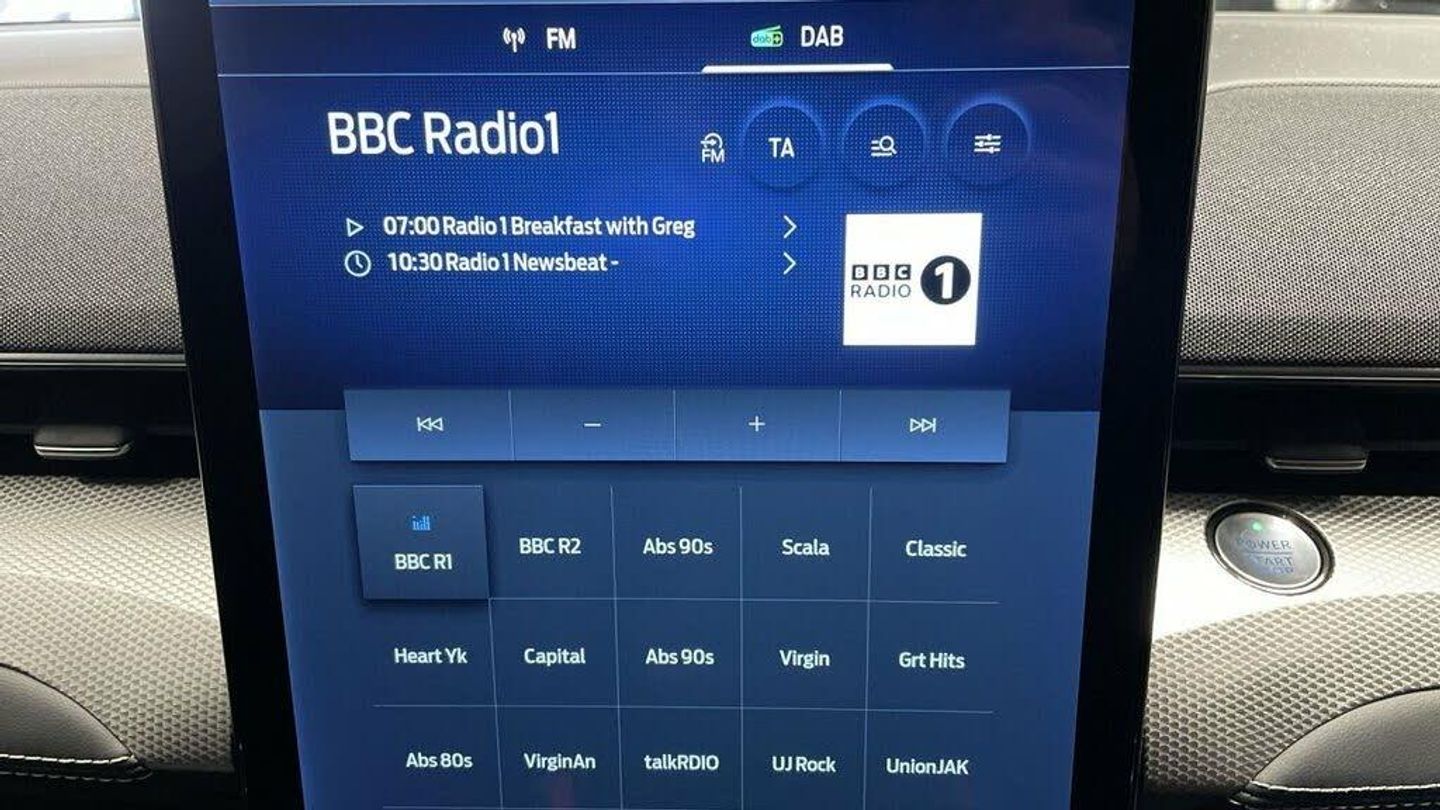 FM
dab+ DAB
BBC Radio1
FM
TA
07:00 Radio 1 Breakfast with Greg
10:30 Radio 1 Newsbeat -
BBC
RADIO 1
BBC R1
BBC R2
Abs 90s
Scala
Classic
Heart Yk
Capital
Abs 90s
Virgin
Grt Hits
Abs 80s
VirginAn
talkRDIO
UJ Rock
UnionJAK
POWER
START